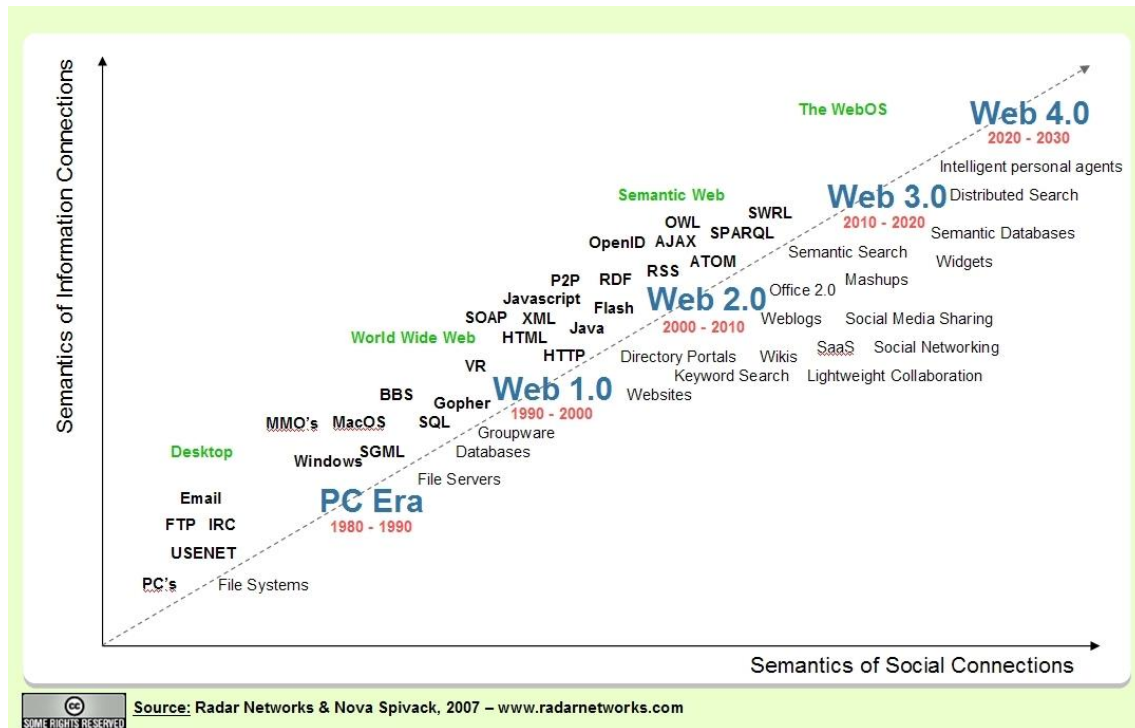 Semantics of Information Connections
The WebOS
Web 4.0
2020 - 2030
Intelligent personal agents
Semantic Web
Web 3.0
Distributed Search
2010 - 2020
SWRL
OWL
SPARQL
Semantic Databases
OpenID
AJAX
Semantic Search
Widgets
ATOM
RSS
Mashups
P2P
RDF
Office 2.0
Javascript
Web 2.0
Flash
2000 - 2010
SOAP
XML
Weblogs
Social Media Sharing
Java
World Wide Web
HTML
HTTP
Directory Portals
Wikis
SaaS
Social Networking
VR
Keyword Search
Lightweight Collaboration
Web 1.0
1990 - 2000
Websites
BBS
Gopher
MMO's
MacOS
SQL
Groupware
Desktop
Windows
SGML
Databases
File Servers
Email
PC Era
1980 - 1990
FTP
IRC
USENET
PC's
File Systems
Semantics of Social Connections
cc
SOME RIGHTS RESERVED
Source: Radar Networks & Nova Spivack, 2007 – www.radarnetworks.com